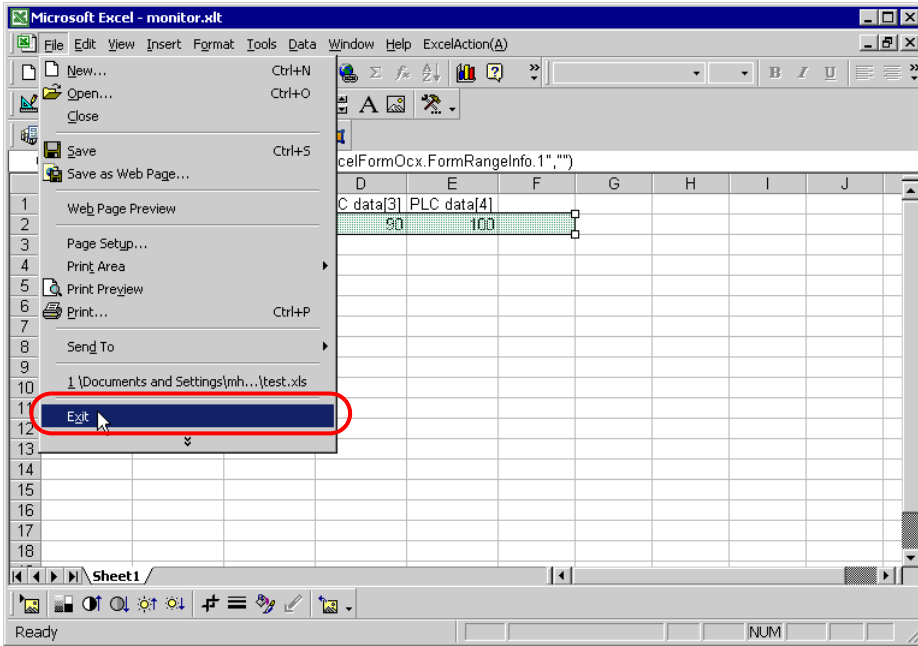 Microsoft Excel - monitor.xlt
File Edit View Insert Format Tools Data Window Help ExcelAction(A)
New... Ctrl+N
Open... Ctrl+O
Close
Save Ctrl+S
Save as Web Page...
Web Page Preview
Page Setup...
Print Area
Print Preview
Print... Ctrl+P
Send To
1 \Documents and Settings\mh...\test.xls
Exit
B I U
A
celFormOcx.FormRangeInfo.1","")
D E F G H I J
1 C data[3] PLC data[4]
2 90 100
3
4
5
6
7
8
9
10
11
12
13
14
15
16
17
18
Sheet1
Ready NUM